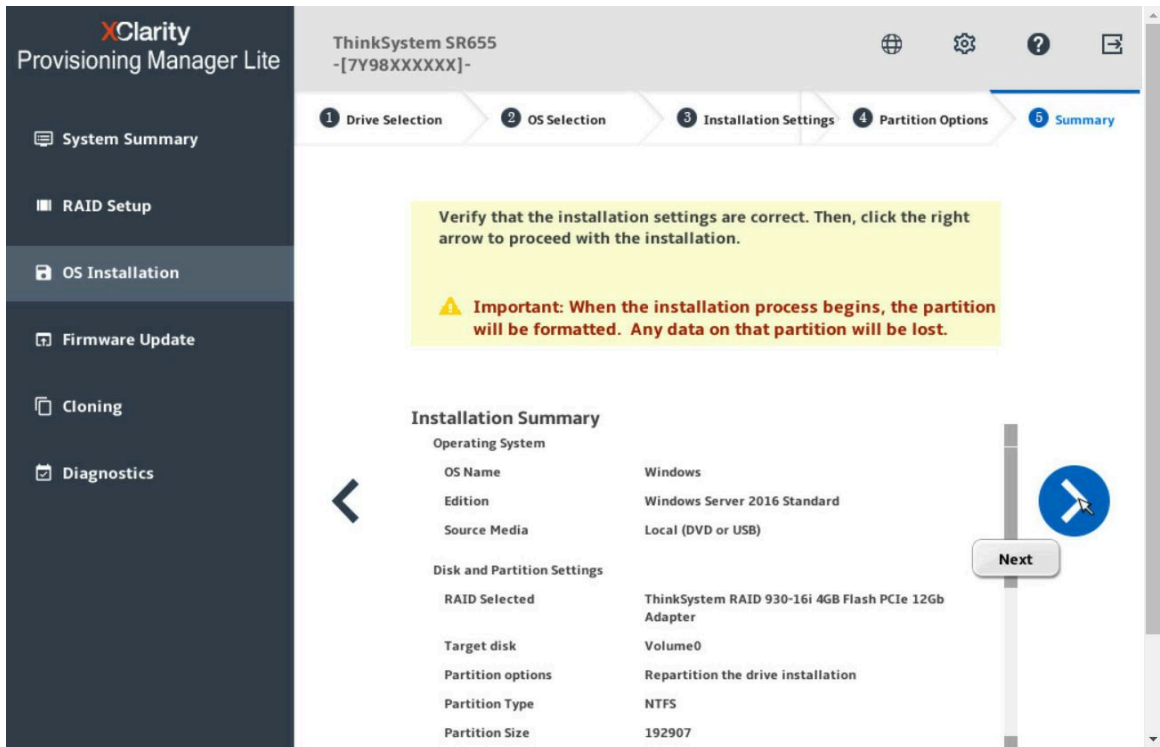 XClarity
Provisioning Manager Lite
ThinkSystem SR655
-[7Y98XXXXXX]-
System Summary
RAID Setup
OS Installation
Firmware Update
Cloning
Diagnostics
1 Drive Selection
2 OS Selection
3 Installation Settings
4 Partition Options
5 Summary
Verify that the installation settings are correct. Then, click the right
arrow to proceed with the installation.
Important: When the installation process begins, the partition
will be formatted. Any data on that partition will be lost.
Installation Summary
Operating System
OS Name Windows
Edition Windows Server 2016 Standard
Source Media Local (DVD or USB)
Disk and Partition Settings
RAID Selected ThinkSystem RAID 930-16i 4GB Flash PCIe 12Gb
Adapter
Target disk Volume0
Partition options Repartition the drive installation
Partition Type NTFS
Partition Size 192907
Next